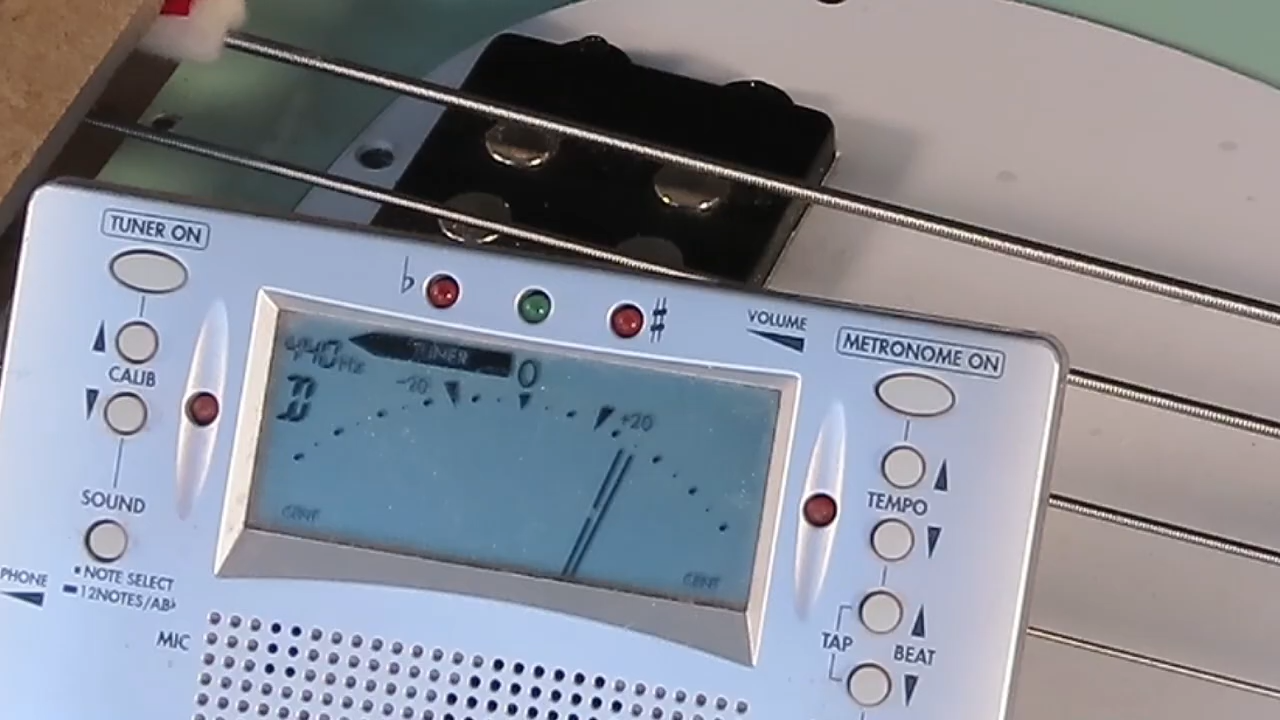 TUNER ON
CALIB
SOUND
NOTE SELECT
12NOTES/AB♭
PHONE
MIC
♭
♯
440Hz
TUNER
0
-20
+20
CENT
CENT
VOLUME
METRONOME ON
TEMPO
TAP
BEAT